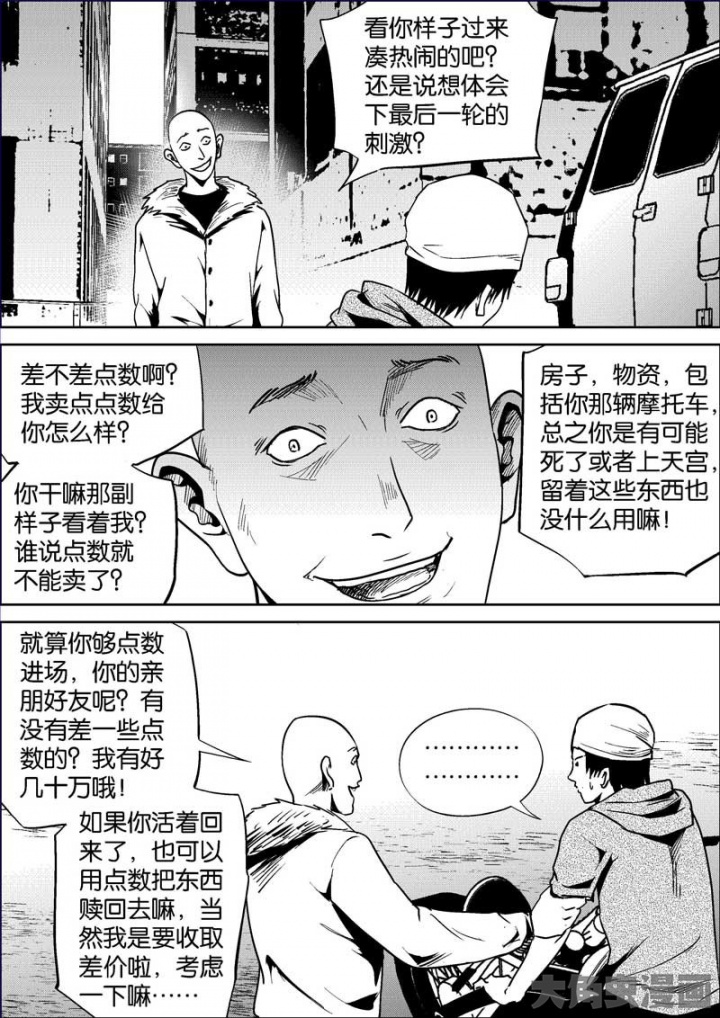 看你样子过来
凑热闹的吧？
还是说想体会
下最后一轮的
刺激？
差不差点数啊？
我卖点点数给
你怎么样？
你干嘛那副
样子看着我？
谁说点数就
不能卖了？
房子，物资，包
括你那辆摩托车，
总之你是有可能
死了或者上天宫，
留着这些东西也
没什么用嘛！
就算你够点数
进场，你的亲
朋好友呢？有
没有差一些点
数的？我有好
几十万哦！
…………
…………
如果你活着回
来了，也可以
用点数把东西
赎回去嘛，当
然我是要收取
差价啦，考虑
一下嘛……